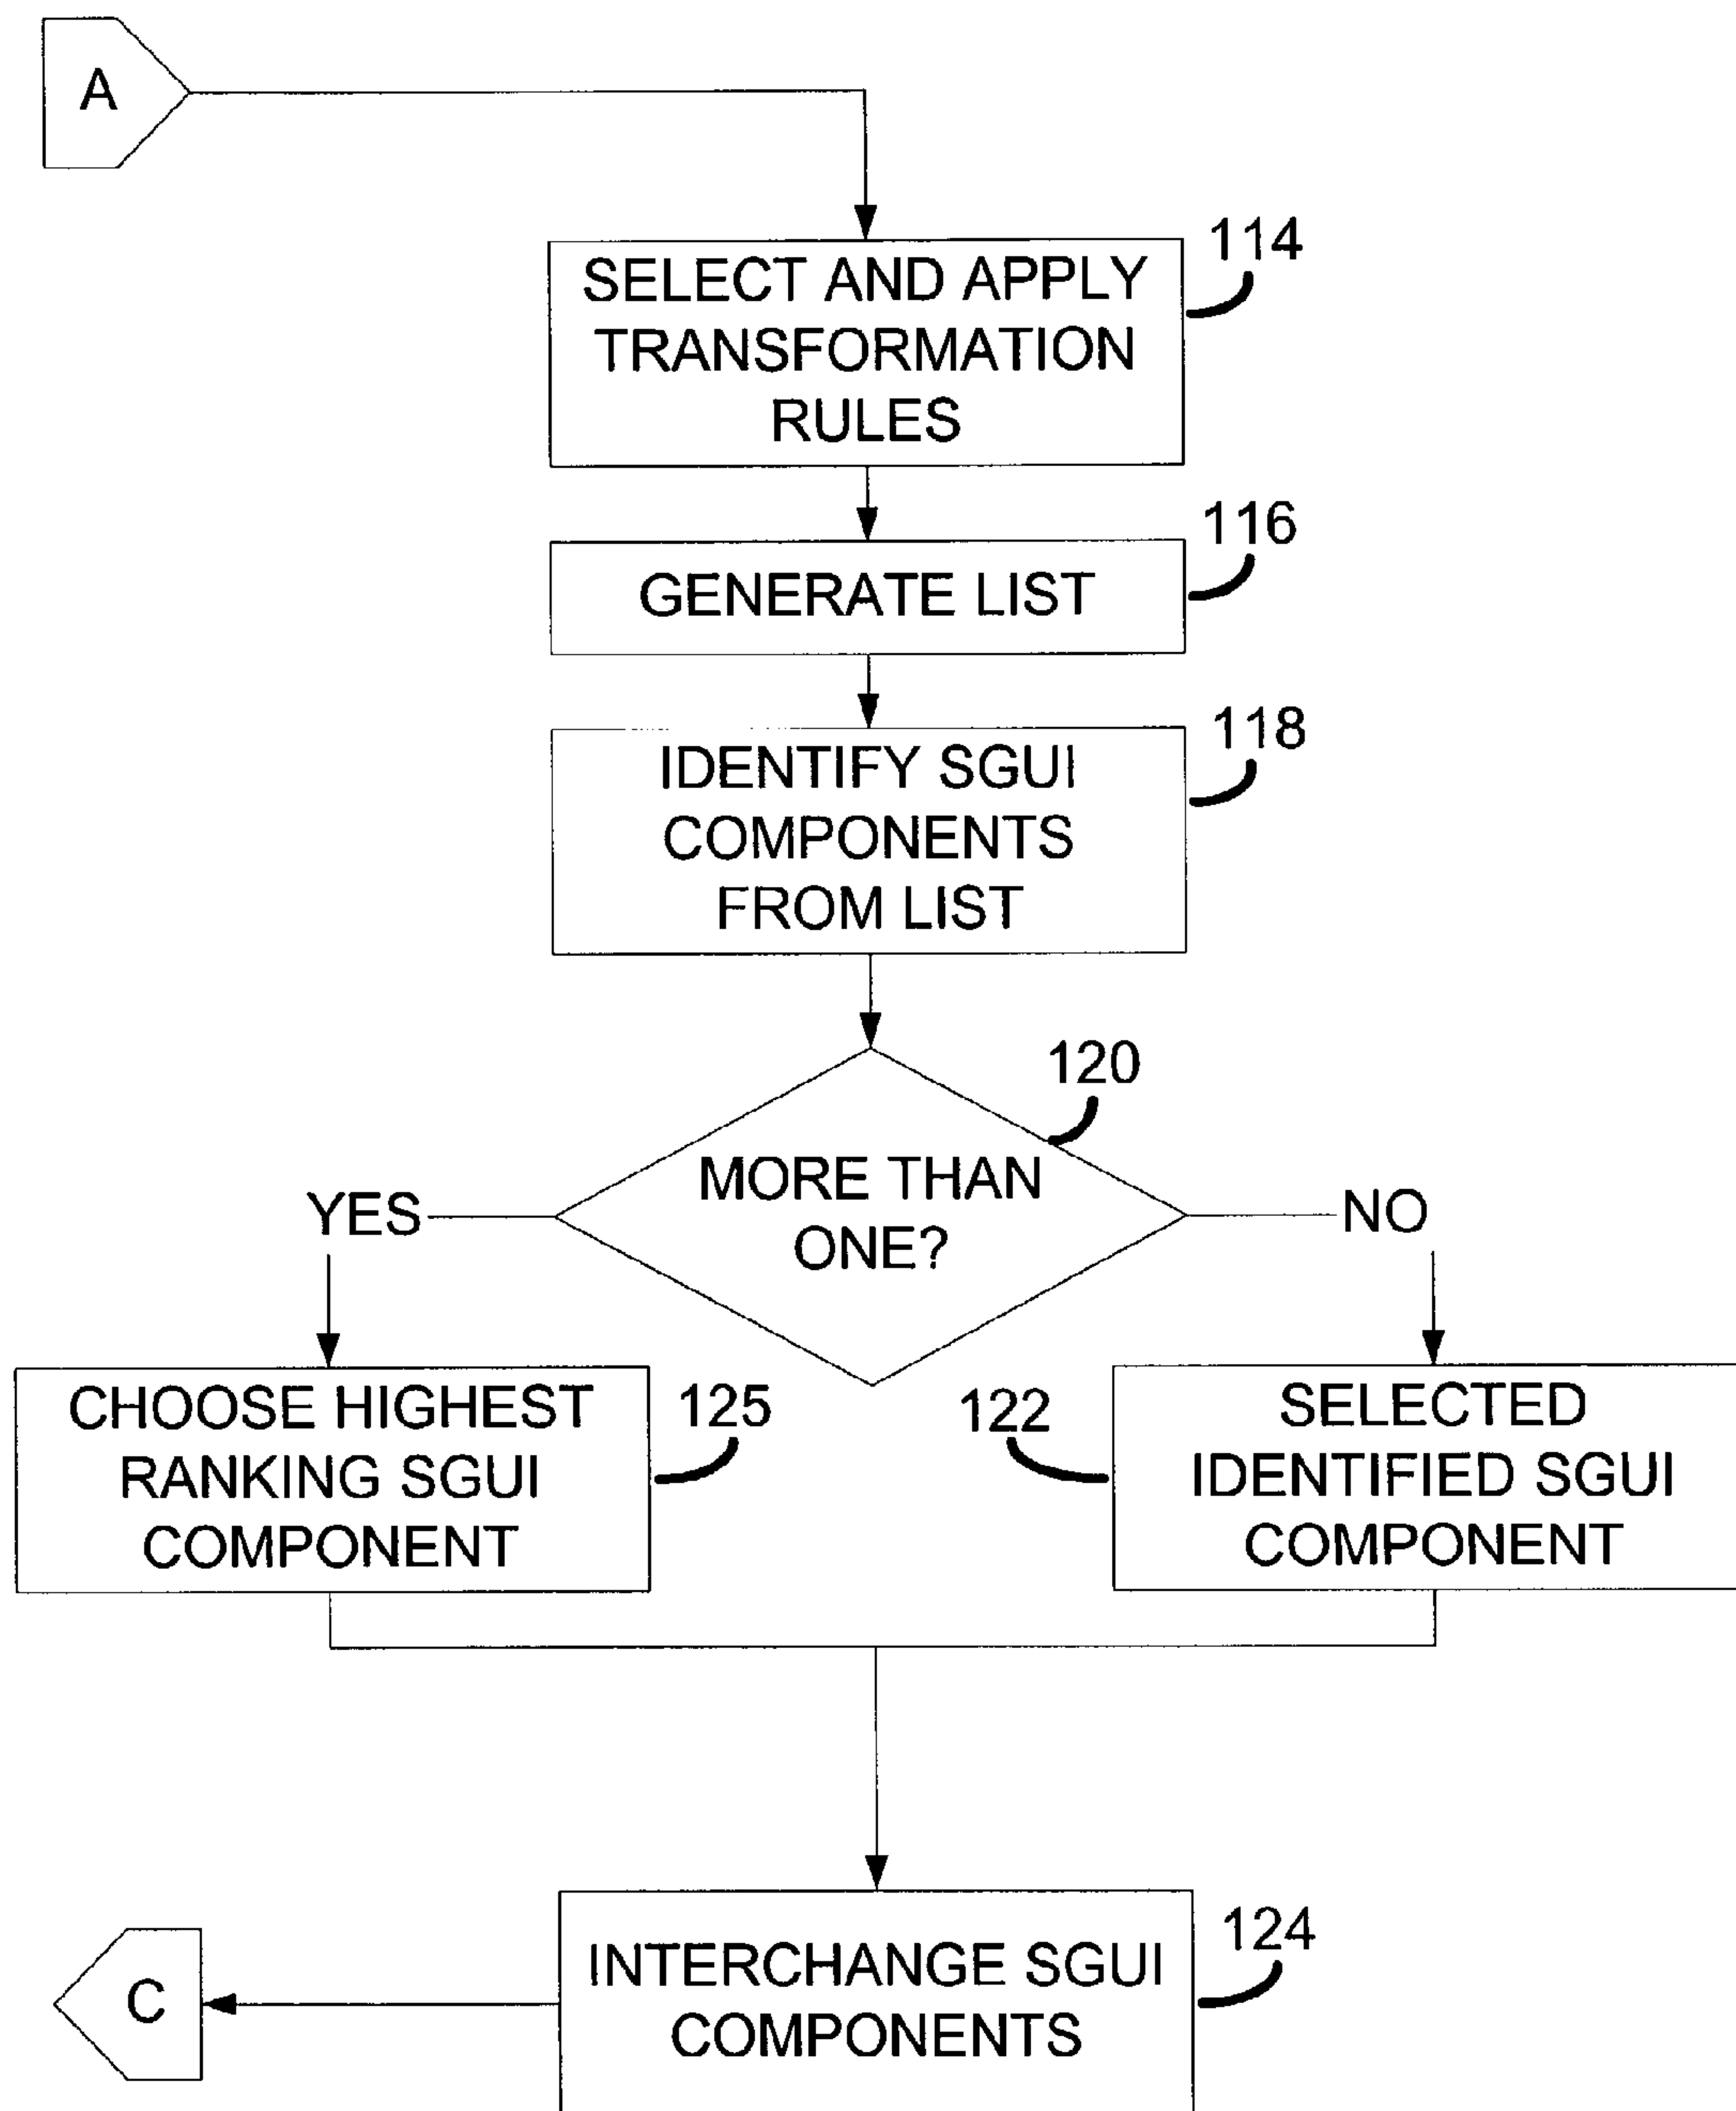 A
114
SELECT AND APPLY
TRANSFORMATION
RULES
116
GENERATE LIST
118
IDENTIFY SGUI
COMPONENTS
FROM LIST
120
MORE THAN
ONE?
YES
NO
CHOOSE HIGHEST
RANKING SGUI
COMPONENT
125
122
SELECTED
IDENTIFIED SGUI
COMPONENT
124
INTERCHANGE SGUI
COMPONENTS
C